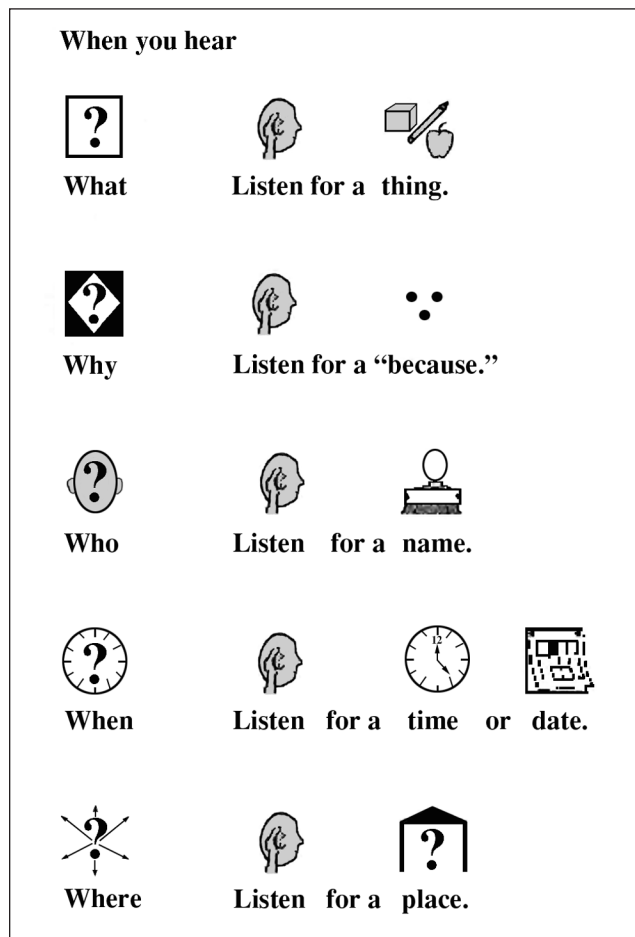 When you hear
?
What Listen for a thing.
?
Why Listen for a “because.”
?
Who Listen for a name.
? 12
When Listen for a time or date.
? ?
Where Listen for a place.